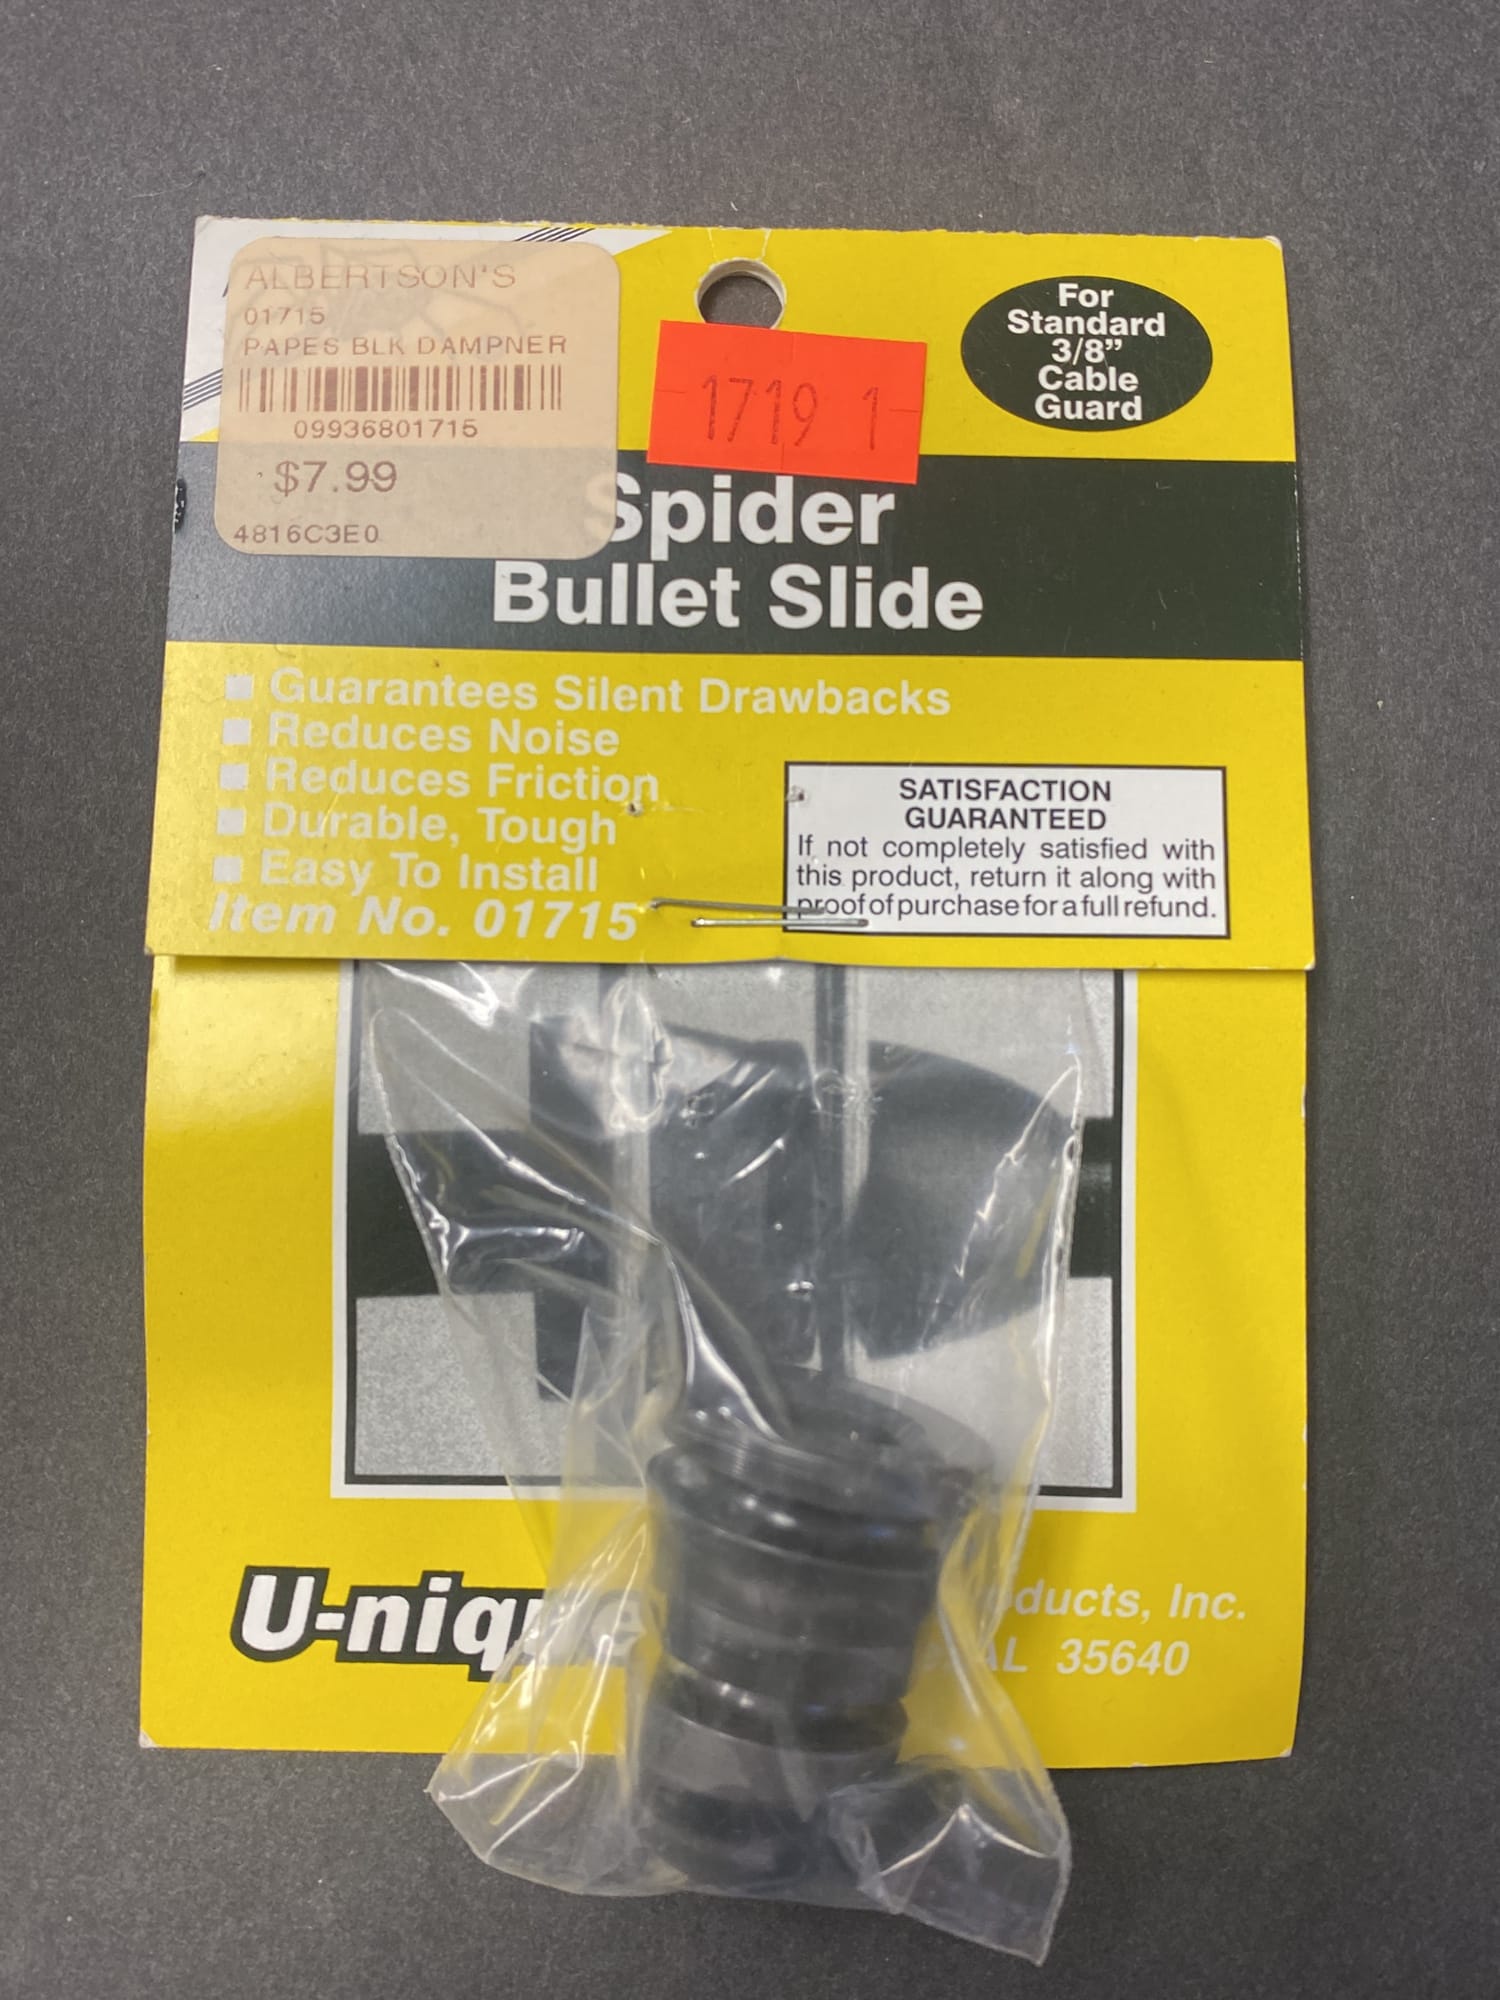 ALBERTSON'S
01715
PAPES BLK DAMPNER
09936801715
$7.99
4816C3E0
1719 1
For
Standard
3/8”
Cable
Guard
Spider
Bullet Slide
Guarantees Silent Drawbacks
Reduces Noise
Reduces Friction
Durable, Tough
Easy To Install
Item No. 01715
SATISFACTION
GUARANTEED
If not completely satisfied with
this product, return it along with
proof of purchase for a full refund.
U-nique
Inc.
AL 35640